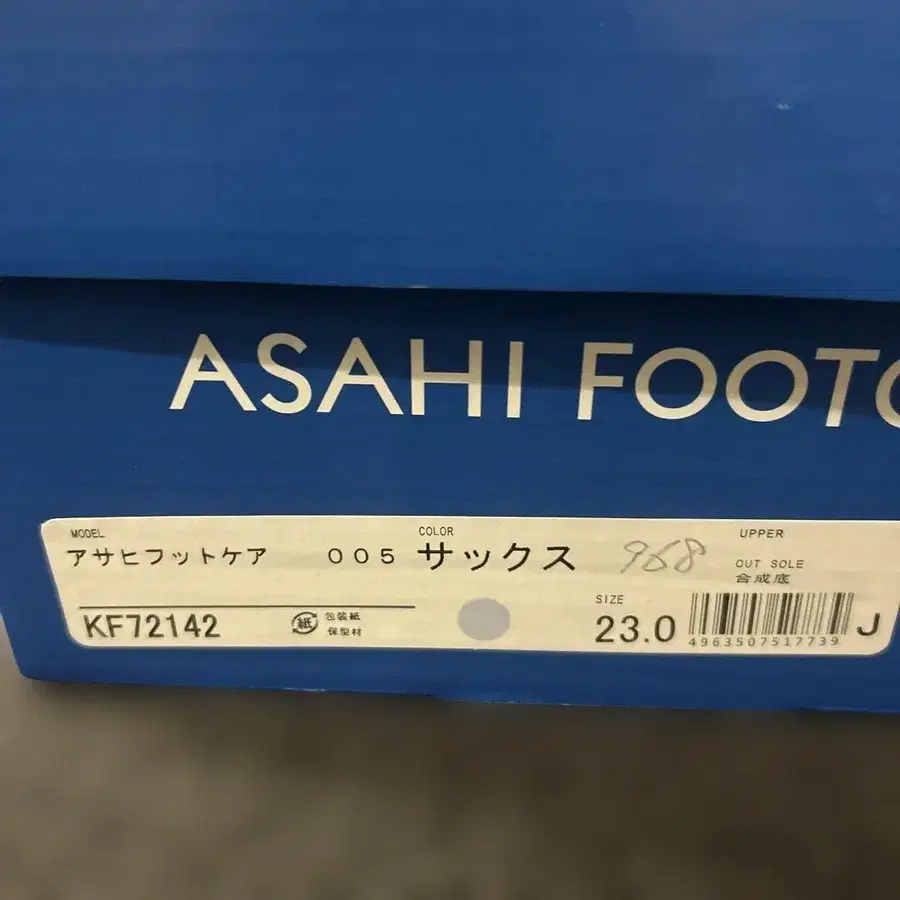 ASAHI FOOTC
MODEL
アサヒフットケア 005
COLOR
サックス
968
UPPER
OUT SOLE
合成底
KF72142
紙
包装紙
保型材
SIZE
23.0
4963507517739
J